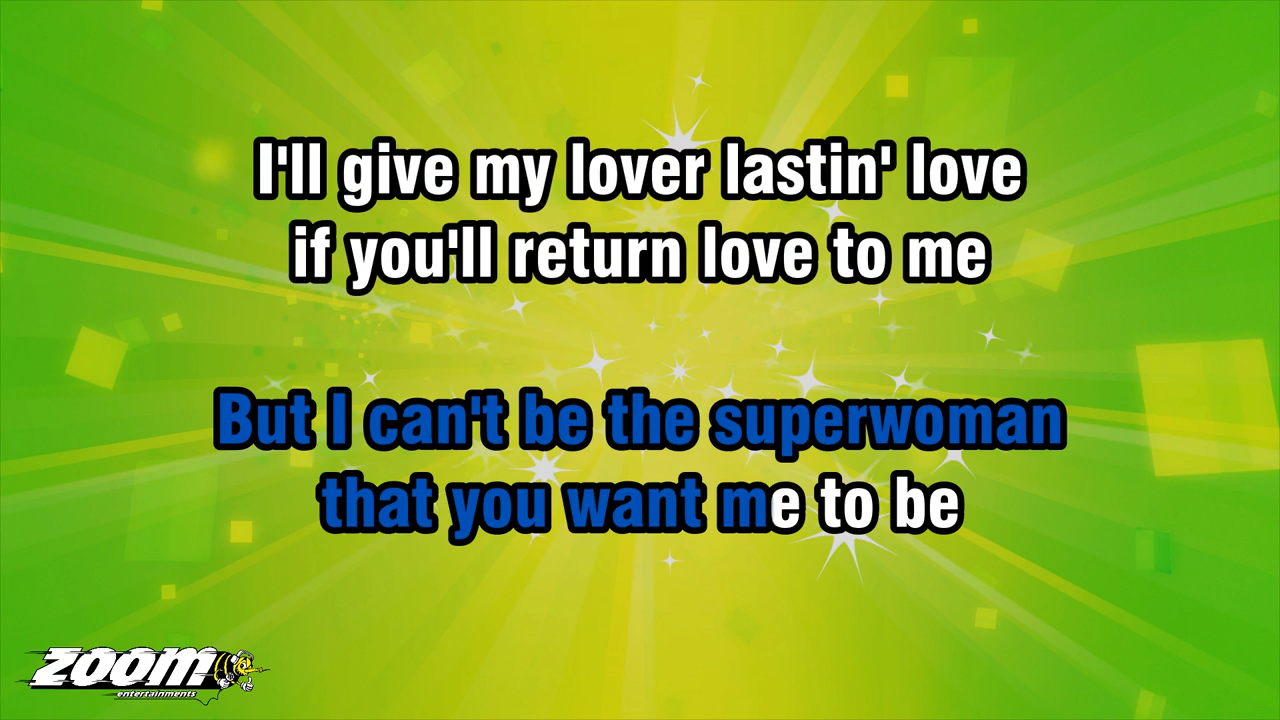 I'll give my lover lastin' love
if you'll return love to me
But I can't be the superwoman
that you want me to be
ZOOM
entertainments